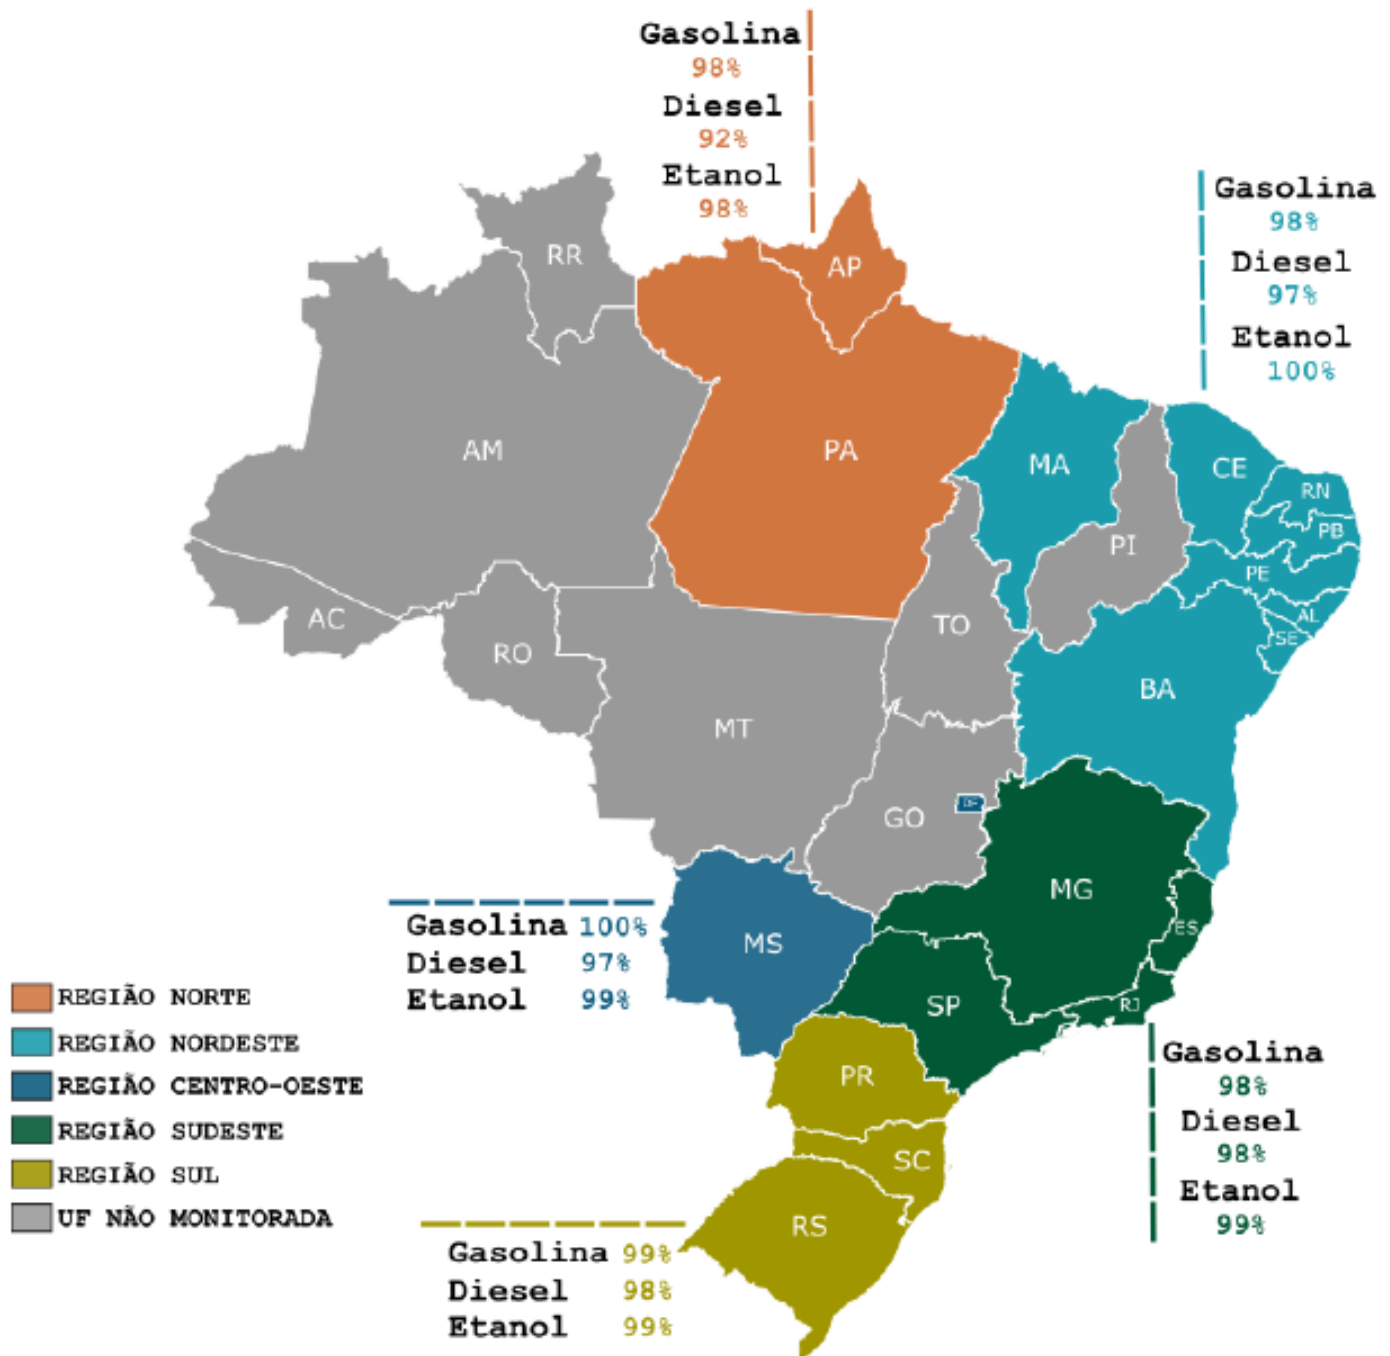 Gasolina
98%
Diesel
92%
Etanol
98%
Gasolina
98%
Diesel
97%
Etanol
100%
RR
AP
AM
PA
MA
CE
RN
PB
PI
PE
AL
SE
AC
RO
TO
BA
MT
GO
DF
MG
ES
MS
SP
RJ
PR
SC
RS
Gasolina 100%
Diesel 97%
Etanol 99%
REGIÃO NORTE
REGIÃO NORDESTE
REGIÃO CENTRO-OESTE
REGIÃO SUDESTE
REGIÃO SUL
UF NÃO MONITORADA
Gasolina
98%
Diesel
98%
Etanol
99%
Gasolina 99%
Diesel 98%
Etanol 99%